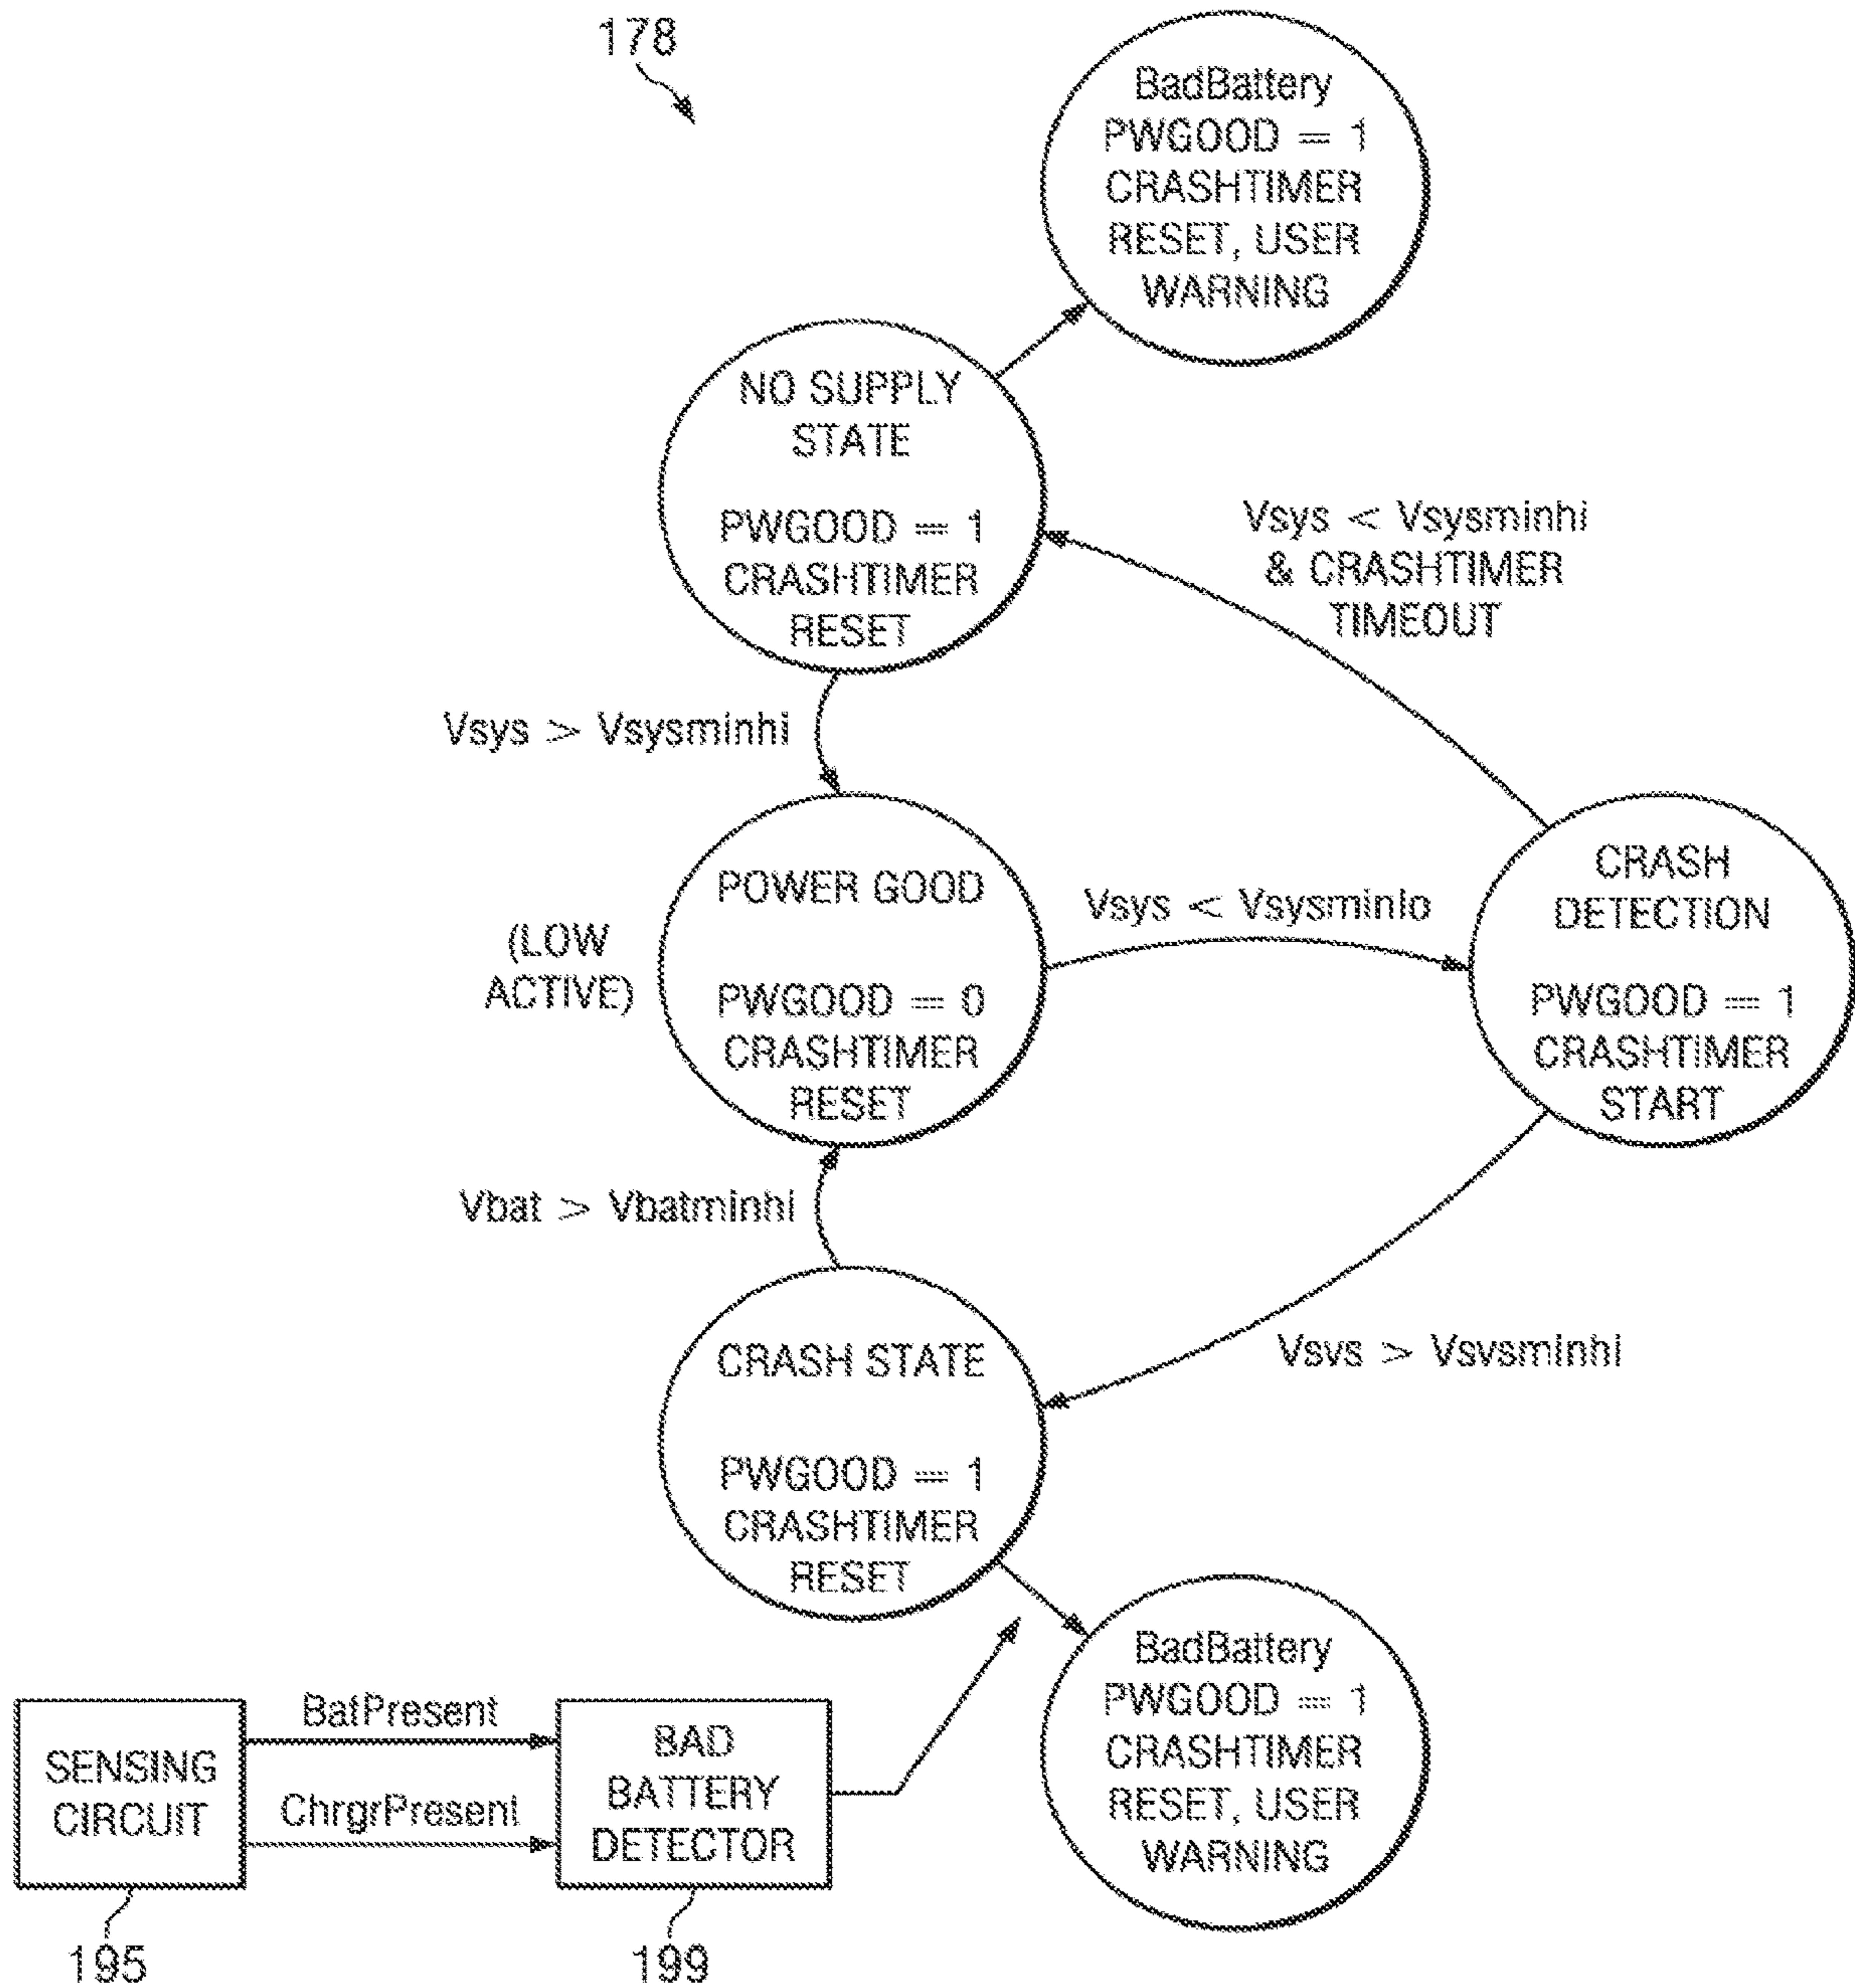 178
BadBattery
PWGOOD == 1
CRASHTIMER
RESET, USER
WARNING
NO SUPPLY
STATE
PWGOOD == 1
CRASHTIMER
RESET
Vsys < Vsysminhi
& CRASHTIMER
TIMEOUT
Vsys > Vsysminhi
POWER GOOD
PWGOOD == 0
CRASHTIMER
RESET
(LOW
ACTIVE)
Vsys < Vsysminlo
CRASH
DETECTION
PWGOOD == 1
CRASHTIMER
START
Vbat > Vbatminhi
CRASH STATE
PWGOOD == 1
CRASHTIMER
RESET
Vsvs > Vsvsminhi
BadBattery
PWGOOD == 1
CRASHTIMER
RESET, USER
WARNING
SENSING
CIRCUIT
BatPresent
ChrgrPresent
BAD
BATTERY
DETECTOR
195
199